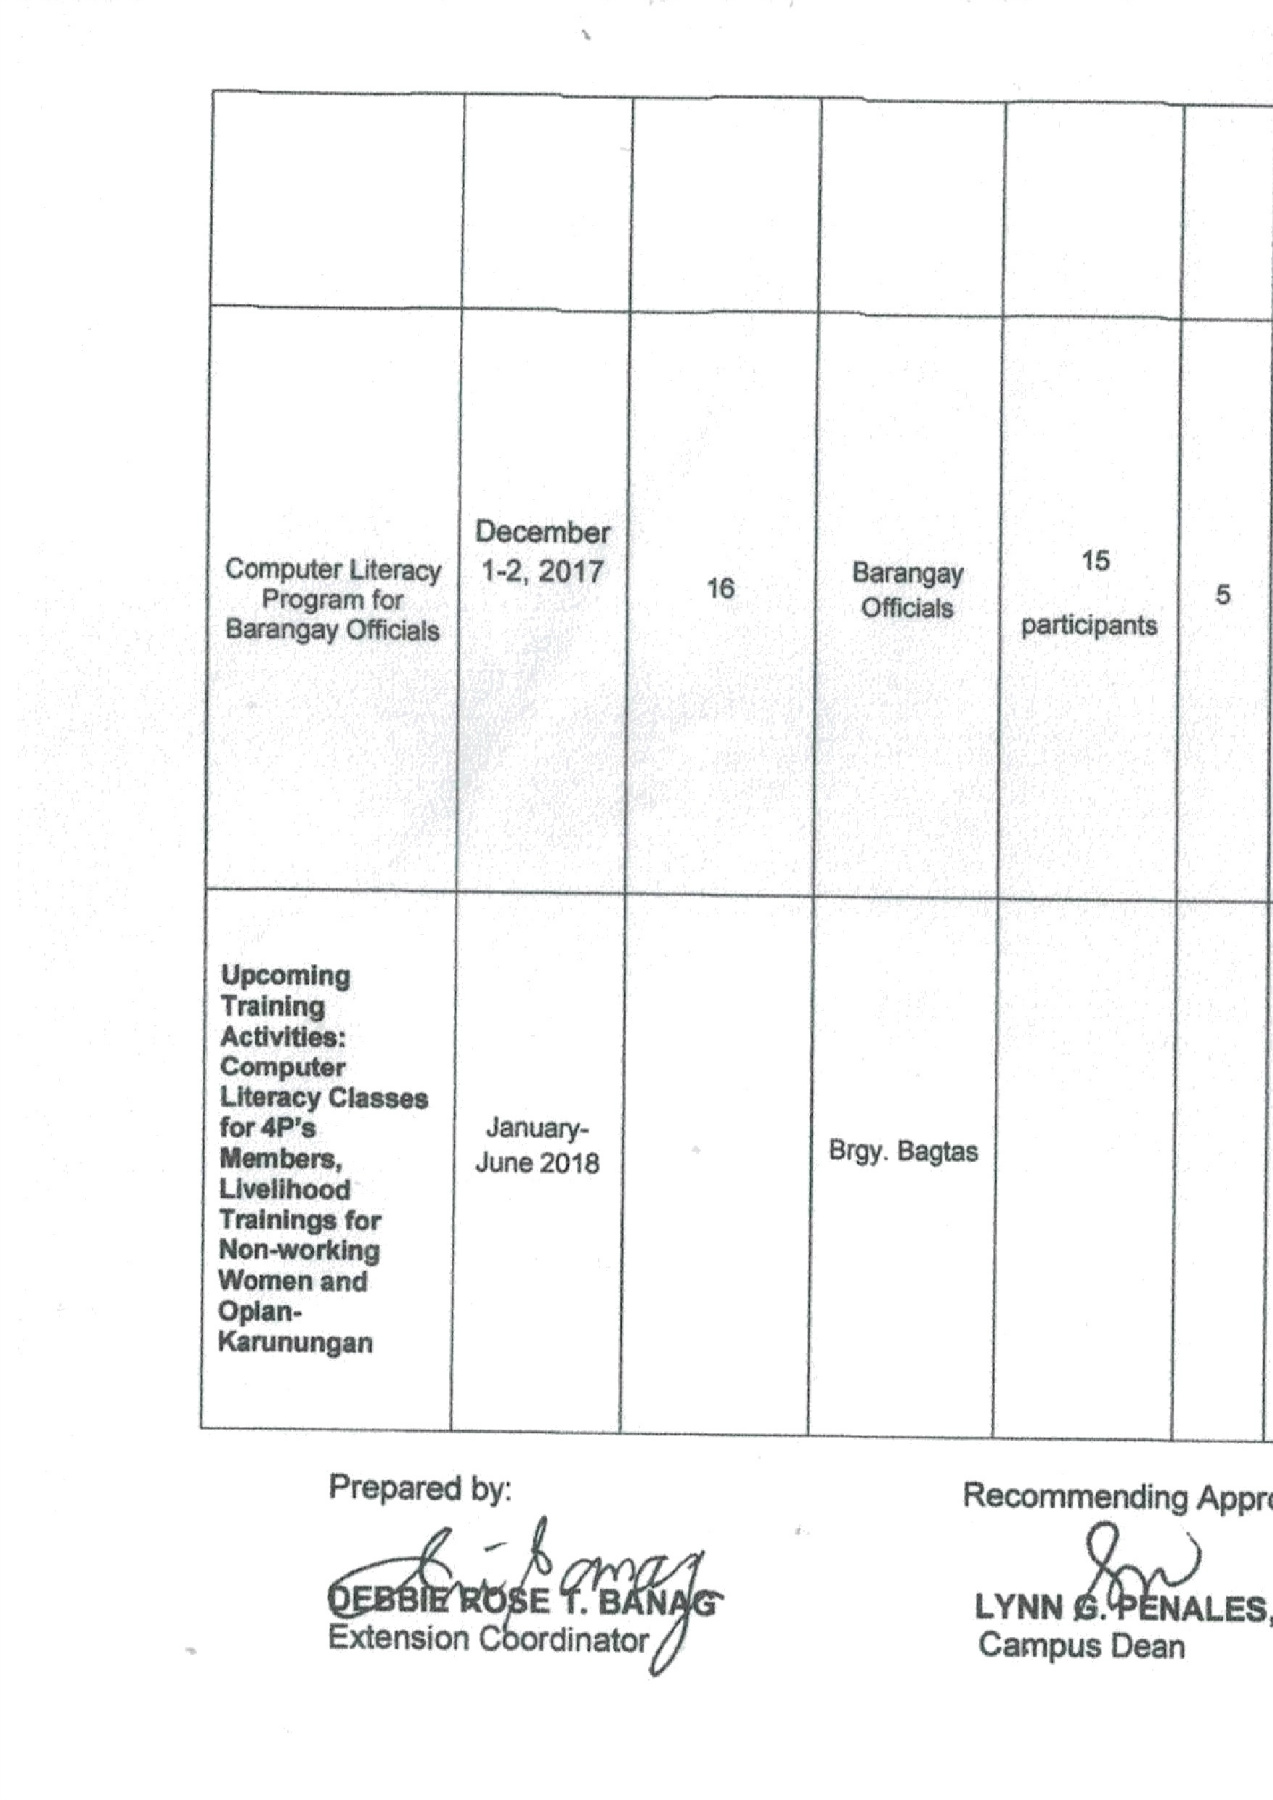 Computer Literacy
Program for
Barangay Officials
December
1-2, 2017
16
Barangay
Officials
15
participants
5
Upcoming
Training
Activities:
Computer
Literacy Classes
for 4P's
Members,
Livelihood
Trainings for
Non-working
Women and
Oplan-
Karunungan
January-
June 2018
Brgy. Bagtas
Prepared by:
DEBBIE ROSE T. BANAG
Extension Coordinator
Recommending Appro
LYNN G. PENALES,
Campus Dean